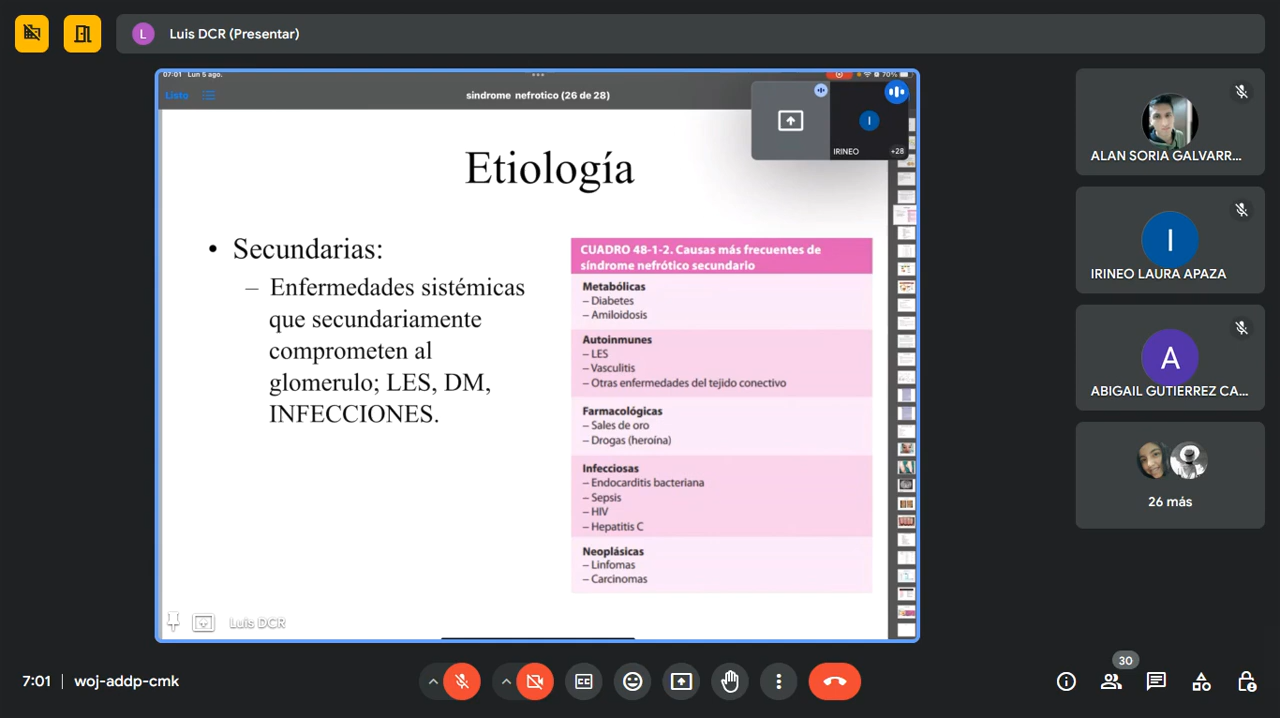 L
Luis DCR (Presentar)
07:01 Lun 5 ago.
70%
Listo
sindrome nefrotico (26 de 28)
I
IRINEO
+28
Etiología
• Secundarias:
– Enfermedades sistémicas
que secundariamente
comprometen al
glomerulo; LES, DM,
INFECCIONES.
CUADRO 48-1-2. Causas más frecuentes de
síndrome nefrótico secundario
Metabólicas
– Diabetes
– Amiloidosis
Autoinmunes
– LES
– Vasculitis
– Otras enfermedades del tejido conectivo
Farmacológicas
– Sales de oro
– Drogas (heroína)
Infecciosas
– Endocarditis bacteriana
– Sepsis
– HIV
– Hepatitis C
Neoplásicas
– Linfomas
– Carcinomas
Luis DCR
ALAN SORIA GALVARR...
I
IRINEO LAURA APAZA
A
ABIGAIL GUTIERREZ CA...
26 más
7:01 | woj-addp-cmk
30